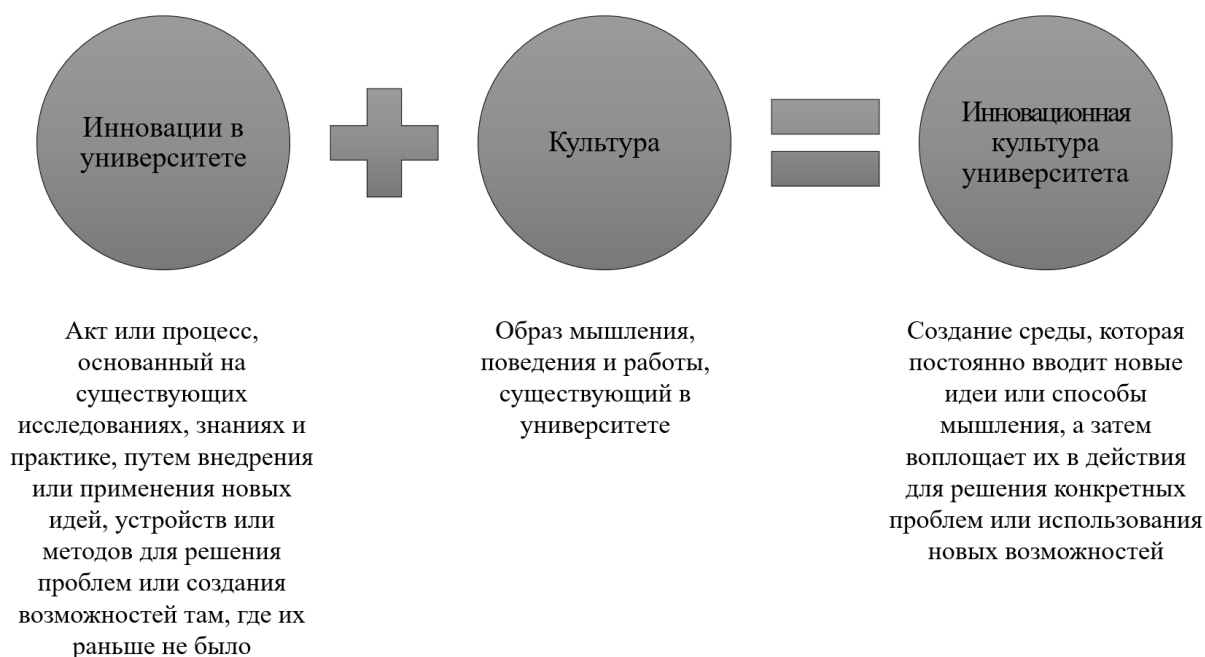 Инновации в
университете
Культура
Инновационная
культура
университета
Акт или процесс,
основанный на
существующих
исследованиях, знаниях и
практике, путем внедрения
или применения новых
идей, устройств или
методов для решения
проблем или создания
возможностей там, где их
раньше не было
Образ мышления,
поведения и работы,
существующий в
университете
Создание среды, которая
постоянно вводит новые
идеи или способы
мышления, а затем
воплощает их в действия
для решения конкретных
проблем или использования
новых возможностей